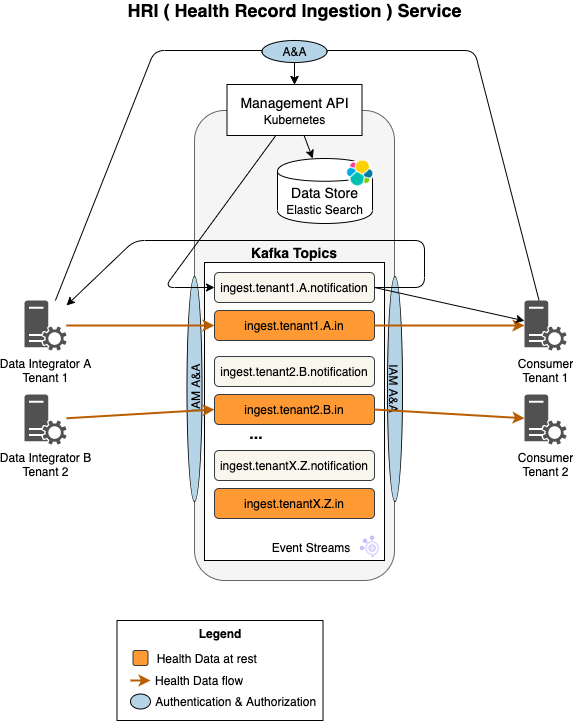 HRI ( Health Record Ingestion ) Service
A&A
Management API
Kubernetes
Data Store
Elastic Search
Kafka Topics
ingest.tenant1.A.notification
ingest.tenant1.A.in
ingest.tenant2.B.notification
ingest.tenant2.B.in
...
ingest.tenantX.Z.notification
ingest.tenantX.Z.in
Event Streams
IAM A&A
IAM A&A
Data Integrator A
Tenant 1
Data Integrator B
Tenant 2
Consumer
Tenant 1
Consumer
Tenant 2
Legend
Health Data at rest
Health Data flow
Authentication & Authorization